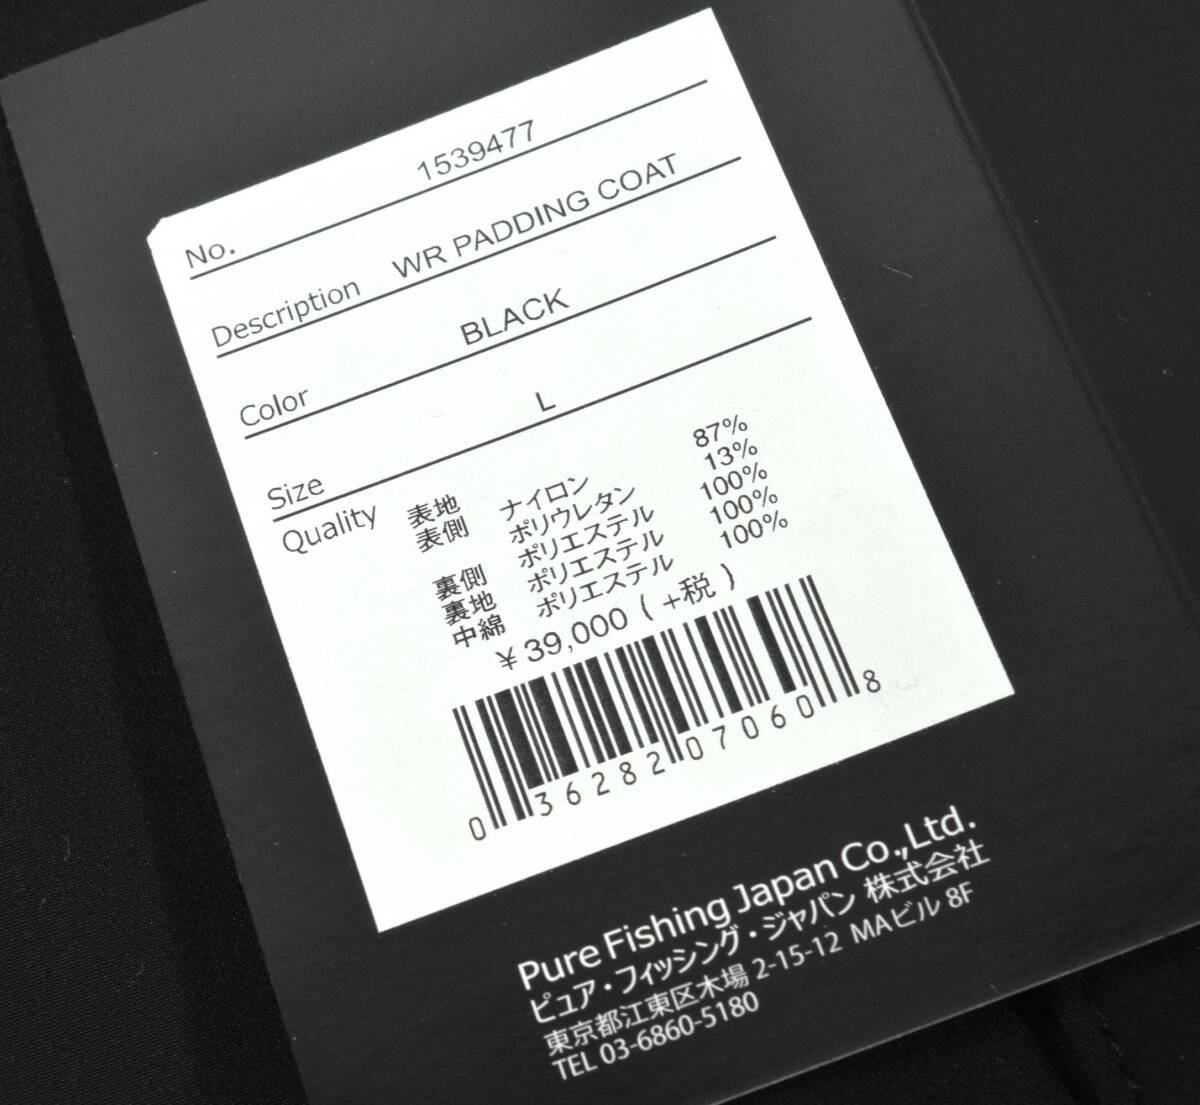 No. 1539477
Description WR PADDING COAT
Color BLACK
Size L
Quality 表地 ナイロン 87%
表側 ポリウレタン 13%
ポリエステル 100%
裏側 ポリエステル 100%
裏地 ポリエステル 100%
中綿
¥39,000 (+税)
0 36282 07060 8
Pure Fishing Japan Co.,Ltd.
ピュア・フィッシング・ジャパン 株式会社
東京都江東区木場 2-15-12 MAビル 8F
TEL 03-6860-5180